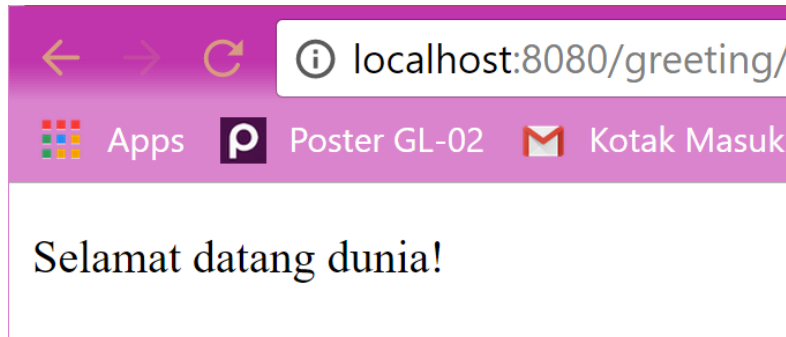 localhost:8080/greeting/
Apps Poster GL-02 Kotak Masuk
Selamat datang dunia!